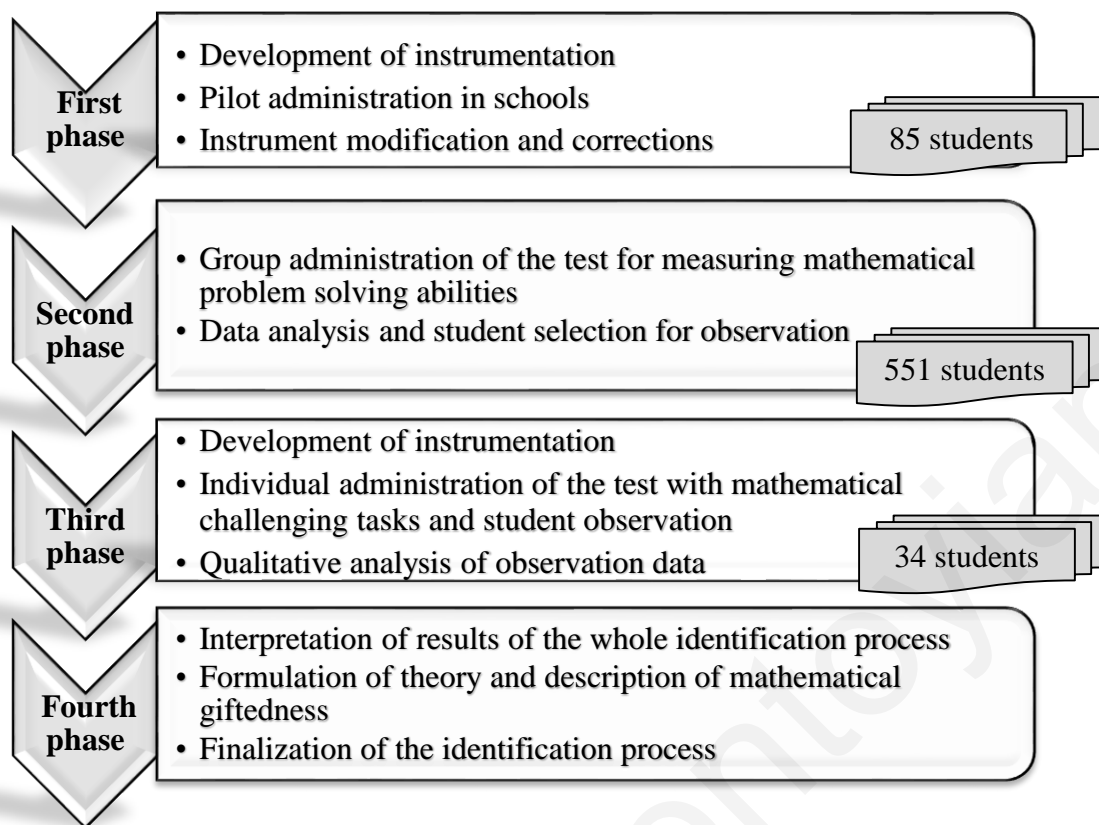 First
phase
• Development of instrumentation
• Pilot administration in schools
• Instrument modification and corrections
85 students
Second
phase
• Group administration of the test for measuring mathematical
problem solving abilities
• Data analysis and student selection for observation
551 students
Third
phase
• Development of instrumentation
• Individual administration of the test with mathematical
challenging tasks and student observation
• Qualitative analysis of observation data
34 students
Fourth
phase
• Interpretation of results of the whole identification process
• Formulation of theory and description of mathematical
giftedness
• Finalization of the identification process